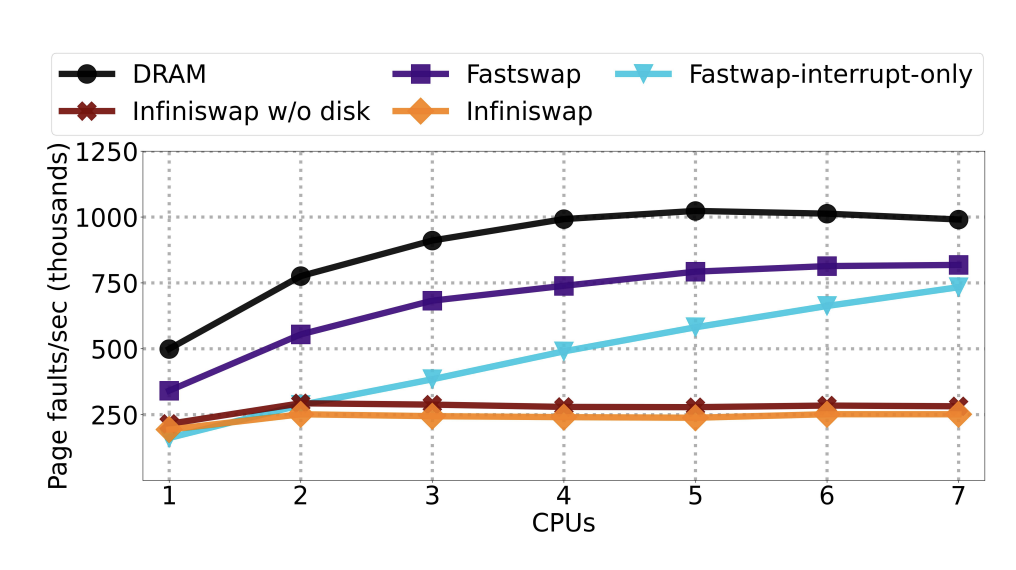 DRAM Fastswap Fastwap-interrupt-only
Infiniswap w/o disk Infiniswap
Page faults/sec (thousands)
1250
1000
750
500
250
1 2 3 4 5 6 7
CPUs